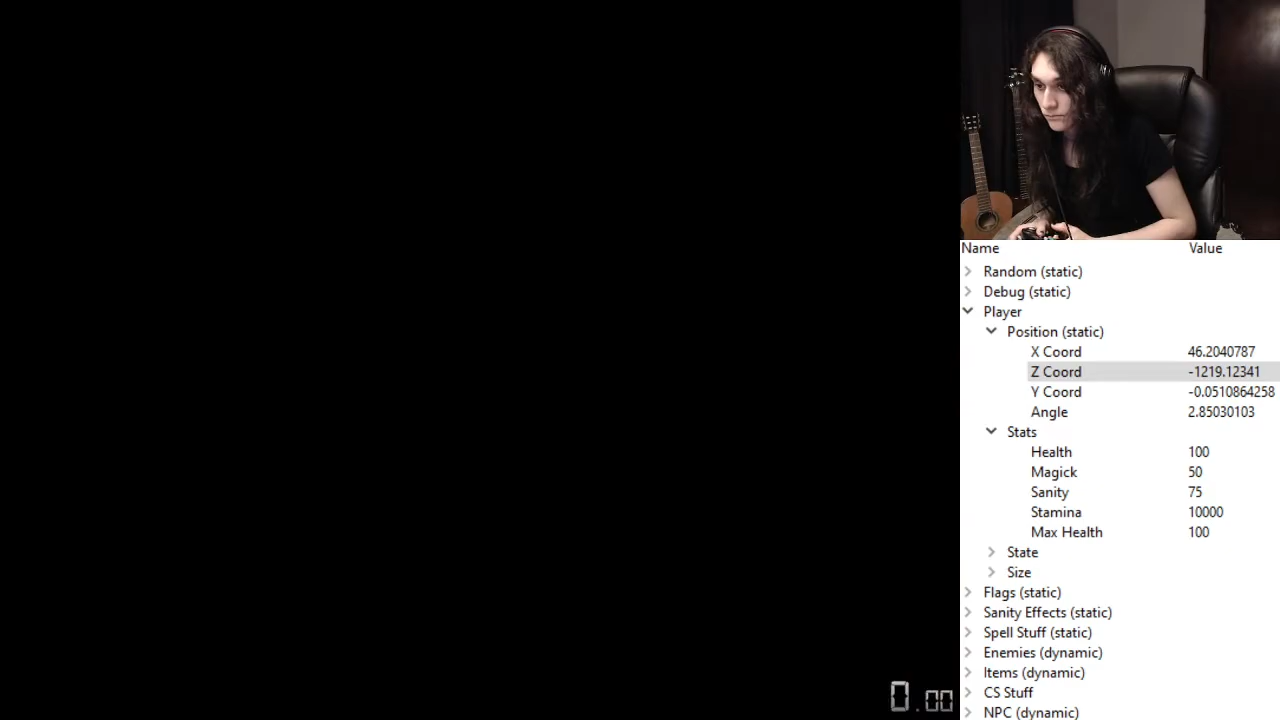 Name Value
Random (static)
Debug (static)
Player
Position (static)
X Coord 46.2040787
Z Coord -1219.12341
Y Coord -0.0510864258
Angle 2.85030103
Stats
Health 100
Magick 50
Sanity 75
Stamina 10000
Max Health 100
State
Size
Flags (static)
Sanity Effects (static)
Spell Stuff (static)
Enemies (dynamic)
Items (dynamic)
CS Stuff
NPC (dynamic)
0.00